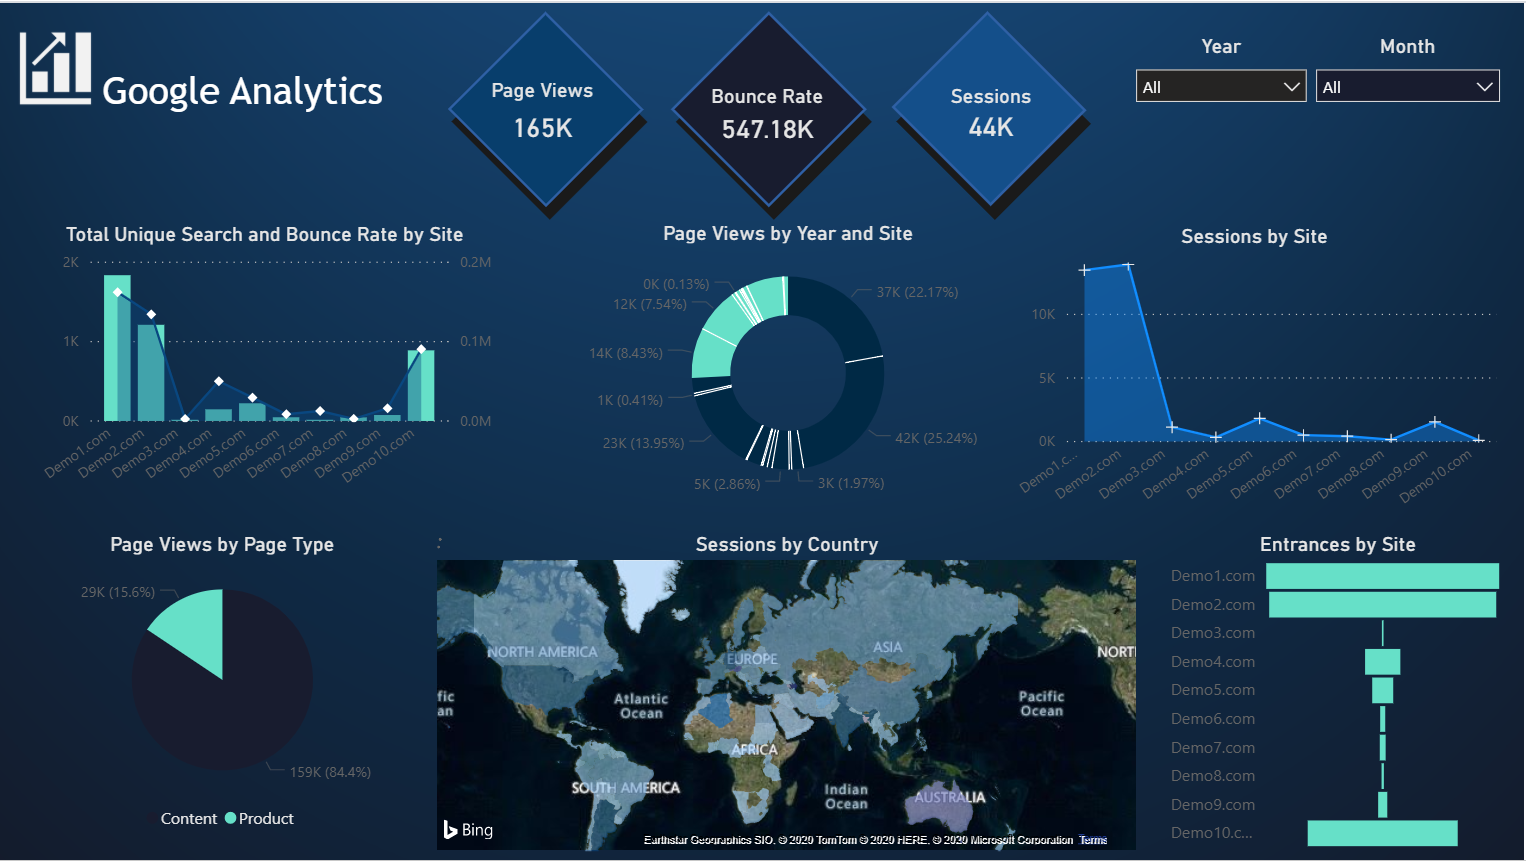 Google Analytics
Page Views
165K
Bounce Rate
547.18K
Sessions
44K
Year
All
Month
All
Total Unique Search and Bounce Rate by Site
2K
1K
0K
0.2M
0.1M
0.0M
Demo1.com
Demo2.com
Demo3.com
Demo4.com
Demo5.com
Demo6.com
Demo7.com
Demo8.com
Demo9.com
Demo10.com
Page Views by Year and Site
0K (0.13%)
12K (7.54%)
14K (8.43%)
1K (0.41%)
23K (13.95%)
5K (2.86%)
3K (1.97%)
42K (25.24%)
37K (22.17%)
Sessions by Site
10K
5K
0K
Demo1.c...
Demo2.com
Demo3.com
Demo4.com
Demo5.com
Demo6.com
Demo7.com
Demo8.com
Demo9.com
Demo10.com
Page Views by Page Type
29K (15.6%)
159K (84.4%)
Content
Product
:
Sessions by Country
NORTH AMERICA
EUROPE
ASIA
NORT
fic
an
Atlantic
Ocean
Pacific
Ocean
AFRICA
SOUTH AMERICA
Indian
Ocean
AUSTRALIA
Bing
Earthstar Geographics SIO, © 2020 TomTom © 2020 HERE, © 2020 Microsoft Corporation Terms
Entrances by Site
Demo1.com
Demo2.com
Demo3.com
Demo4.com
Demo5.com
Demo6.com
Demo7.com
Demo8.com
Demo9.com
Demo10.c...